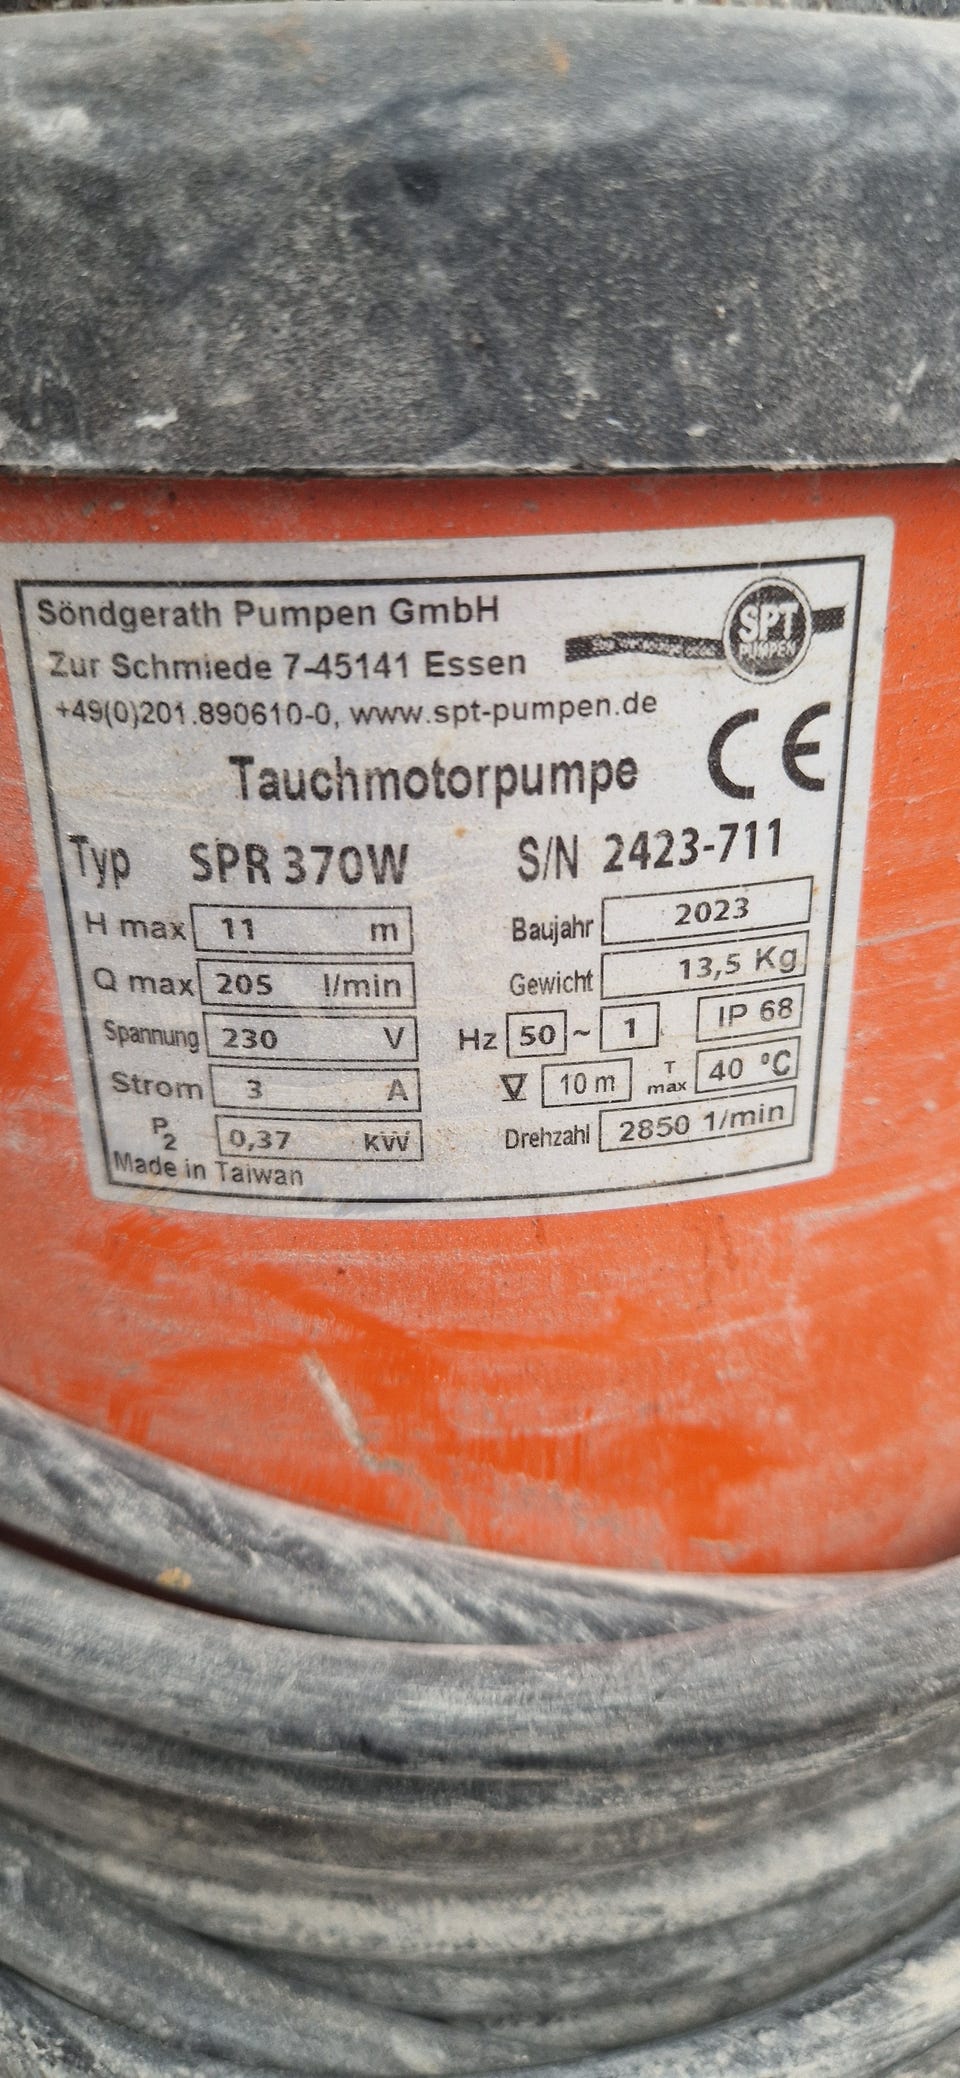 Söndgerath Pumpen GmbH
SPT
PUMPEN
Zur Schmiede 7-45141 Essen
+49(0)201.890610-0, www.spt-pumpen.de
CE
Tauchmotorpumpe
Typ SPR 370W S/N 2423-711
H max 11 m Baujahr 2023
Q max 205 l/min Gewicht 13,5 Kg
Spannung 230 V Hz 50 ~ 1 IP 68
Strom 3 A ∇ 10 m T max 40 °C
P2 0,37 KW Drehzahl 2850 1/min
Made in Taiwan